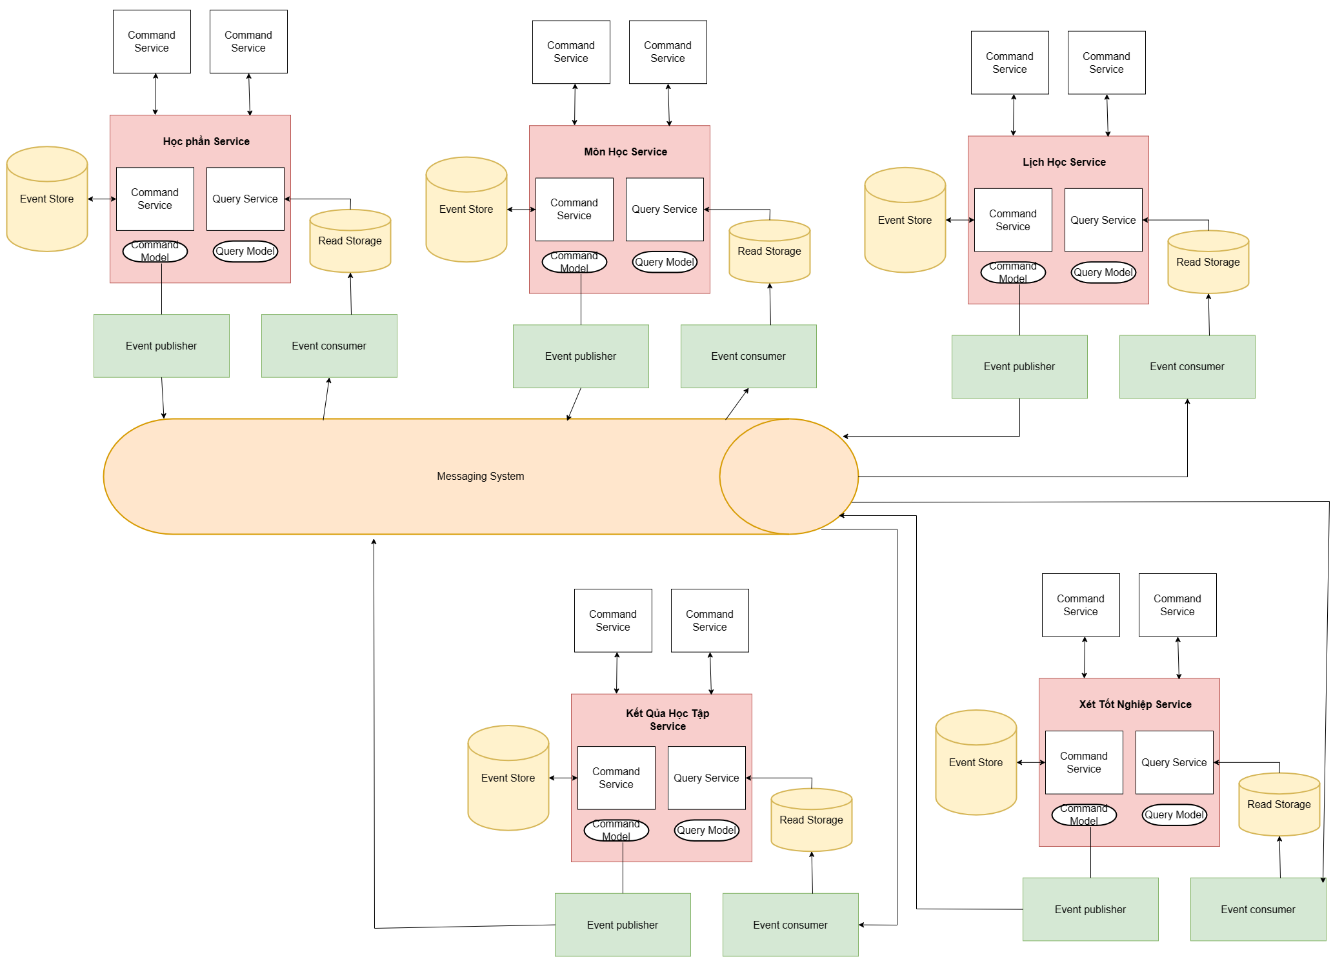 Command
Service
Command
Service
Học phần Service
Event Store
Command
Service
Query Service
Read Storage
Command
Model
Query Model
Event publisher
Event consumer
Command
Service
Command
Service
Môn Học Service
Event Store
Command
Service
Query Service
Read Storage
Command
Model
Query Model
Event publisher
Event consumer
Command
Service
Command
Service
Lịch Học Service
Event Store
Command
Service
Query Service
Read Storage
Command
Model
Query Model
Event publisher
Event consumer
Messaging System
Command
Service
Command
Service
Kết Qủa Học Tập
Service
Event Store
Command
Service
Query Service
Read Storage
Command
Model
Query Model
Event publisher
Event consumer
Command
Service
Command
Service
Xét Tốt Nghiệp Service
Event Store
Command
Service
Query Service
Read Storage
Command
Model
Query Model
Event publisher
Event consumer